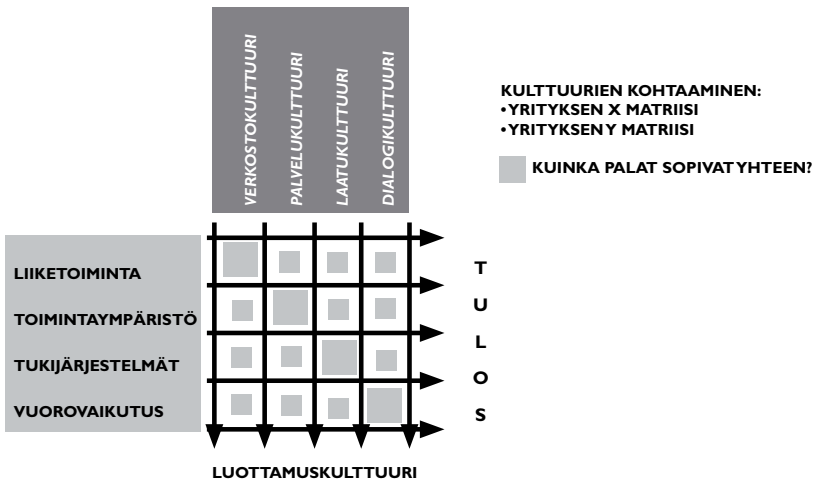 VERKOSTOKULTTUURI
PALVELUKULTTUURI
LAATUKULTTUURI
DIALOGIKULTTUURI
KULTTUURIEN KOHTAAMINEN:
•YRITYKSEN X MATRIISI
•YRITYKSEN Y MATRIISI
KUINKA PALAT SOPIVAT YHTEEN?
LIIKETOIMINTA
TOIMINTAYMPÄRISTÖ
TUKIJÄRJESTELMÄT
VUOROVAIKUTUS
T
U
L
O
S
LUOTTAMUSKULTTUURI